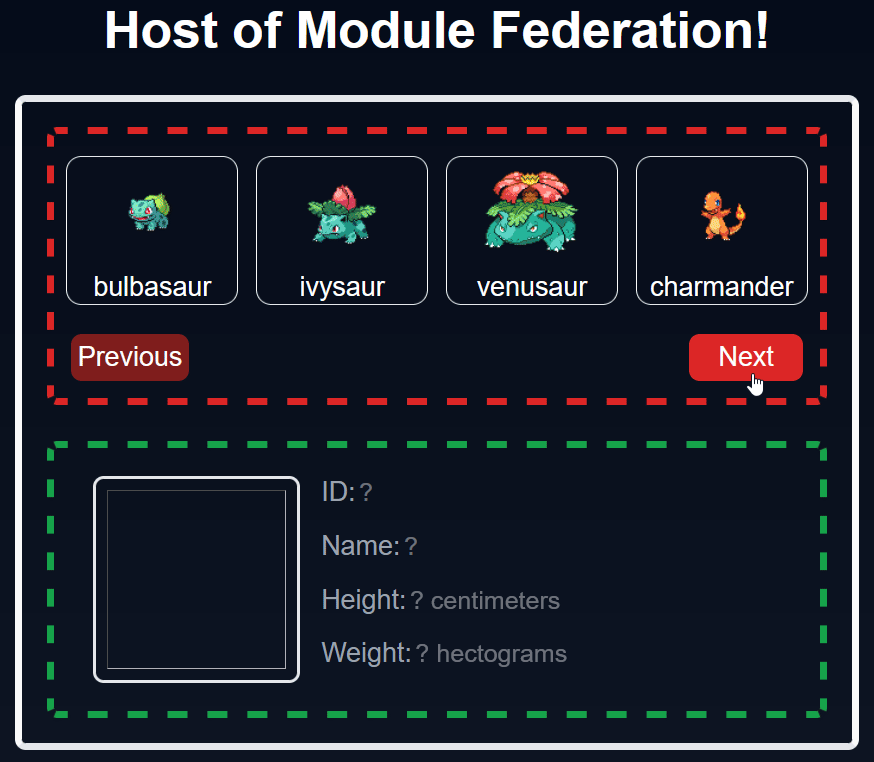 Host of Module Federation!
bulbasaur ivysaur venusaur charmander
Previous Next
ID: ?
Name: ?
Height: ? centimeters
Weight: ? hectograms